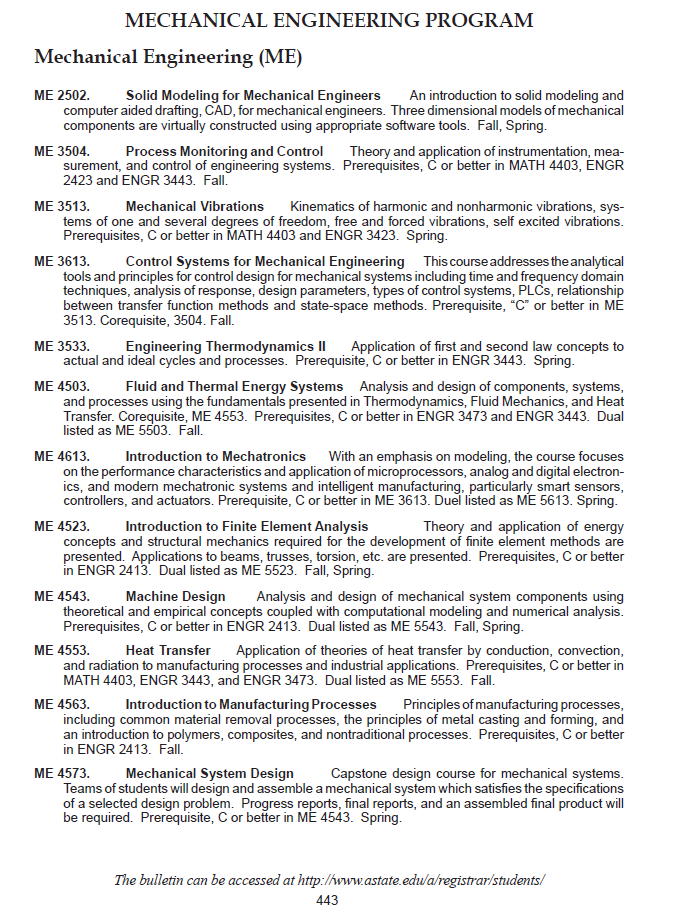 MECHANICAL ENGINEERING PROGRAM
Mechanical Engineering (ME)
ME 2502. Solid Modeling for Mechanical Engineers An introduction to solid modeling and
computer aided drafting, CAD, for mechanical engineers. Three dimensional models of mechanical
components are virtually constructed using appropriate software tools. Fall, Spring.
ME 3504. Process Monitoring and Control Theory and application of instrumentation, mea-
surement, and control of engineering systems. Prerequisites, C or better in MATH 4403, ENGR
2423 and ENGR 3443. Fall.
ME 3513. Mechanical Vibrations Kinematics of harmonic and nonharmonic vibrations, sys-
tems of one and several degrees of freedom, free and forced vibrations, self excited vibrations.
Prerequisites, C or better in MATH 4403 and ENGR 3423. Spring.
ME 3613. Control Systems for Mechanical Engineering This course addresses the analytical
tools and principles for control design for mechanical systems including time and frequency domain
techniques, analysis of response, design parameters, types of control systems, PLCs, relationship
between transfer function methods and state-space methods. Prerequisite, “C” or better in ME
3513. Corequisite, 3504. Fall.
ME 3533. Engineering Thermodynamics II Application of first and second law concepts to
actual and ideal cycles and processes. Prerequisite, C or better in ENGR 3443. Spring.
ME 4503. Fluid and Thermal Energy Systems Analysis and design of components, systems,
and processes using the fundamentals presented in Thermodynamics, Fluid Mechanics, and Heat
Transfer. Corequisite, ME 4553. Prerequisites, C or better in ENGR 3473 and ENGR 3443. Dual
listed as ME 5503. Fall.
ME 4613. Introduction to Mechatronics With an emphasis on modeling, the course focuses
on the performance characteristics and application of microprocessors, analog and digital electron-
ics, and modern mechatronic systems and intelligent manufacturing, particularly smart sensors,
controllers, and actuators. Prerequisite, C or better in ME 3613. Duel listed as ME 5613. Spring.
ME 4523. Introduction to Finite Element Analysis Theory and application of energy
concepts and structural mechanics required for the development of finite element methods are
presented. Applications to beams, trusses, torsion, etc. are presented. Prerequisites, C or better
in ENGR 2413. Dual listed as ME 5523. Fall, Spring.
ME 4543. Machine Design Analysis and design of mechanical system components using
theoretical and empirical concepts coupled with computational modeling and numerical analysis.
Prerequisites, C or better in ENGR 2413. Dual listed as ME 5543. Fall, Spring.
ME 4553. Heat Transfer Application of theories of heat transfer by conduction, convection,
and radiation to manufacturing processes and industrial applications. Prerequisites, C or better in
MATH 4403, ENGR 3443, and ENGR 3473. Dual listed as ME 5553. Fall.
ME 4563. Introduction to Manufacturing Processes Principles of manufacturing processes,
including common material removal processes, the principles of metal casting and forming, and
an introduction to polymers, composites, and nontraditional processes. Prerequisites, C or better
in ENGR 2413. Fall.
ME 4573. Mechanical System Design Capstone design course for mechanical systems.
Teams of students will design and assemble a mechanical system which satisfies the specifications
of a selected design problem. Progress reports, final reports, and an assembled final product will
be required. Prerequisite, C or better in ME 4543. Spring.
The bulletin can be accessed at http://www.astate.edu/a/registrar/students/
443